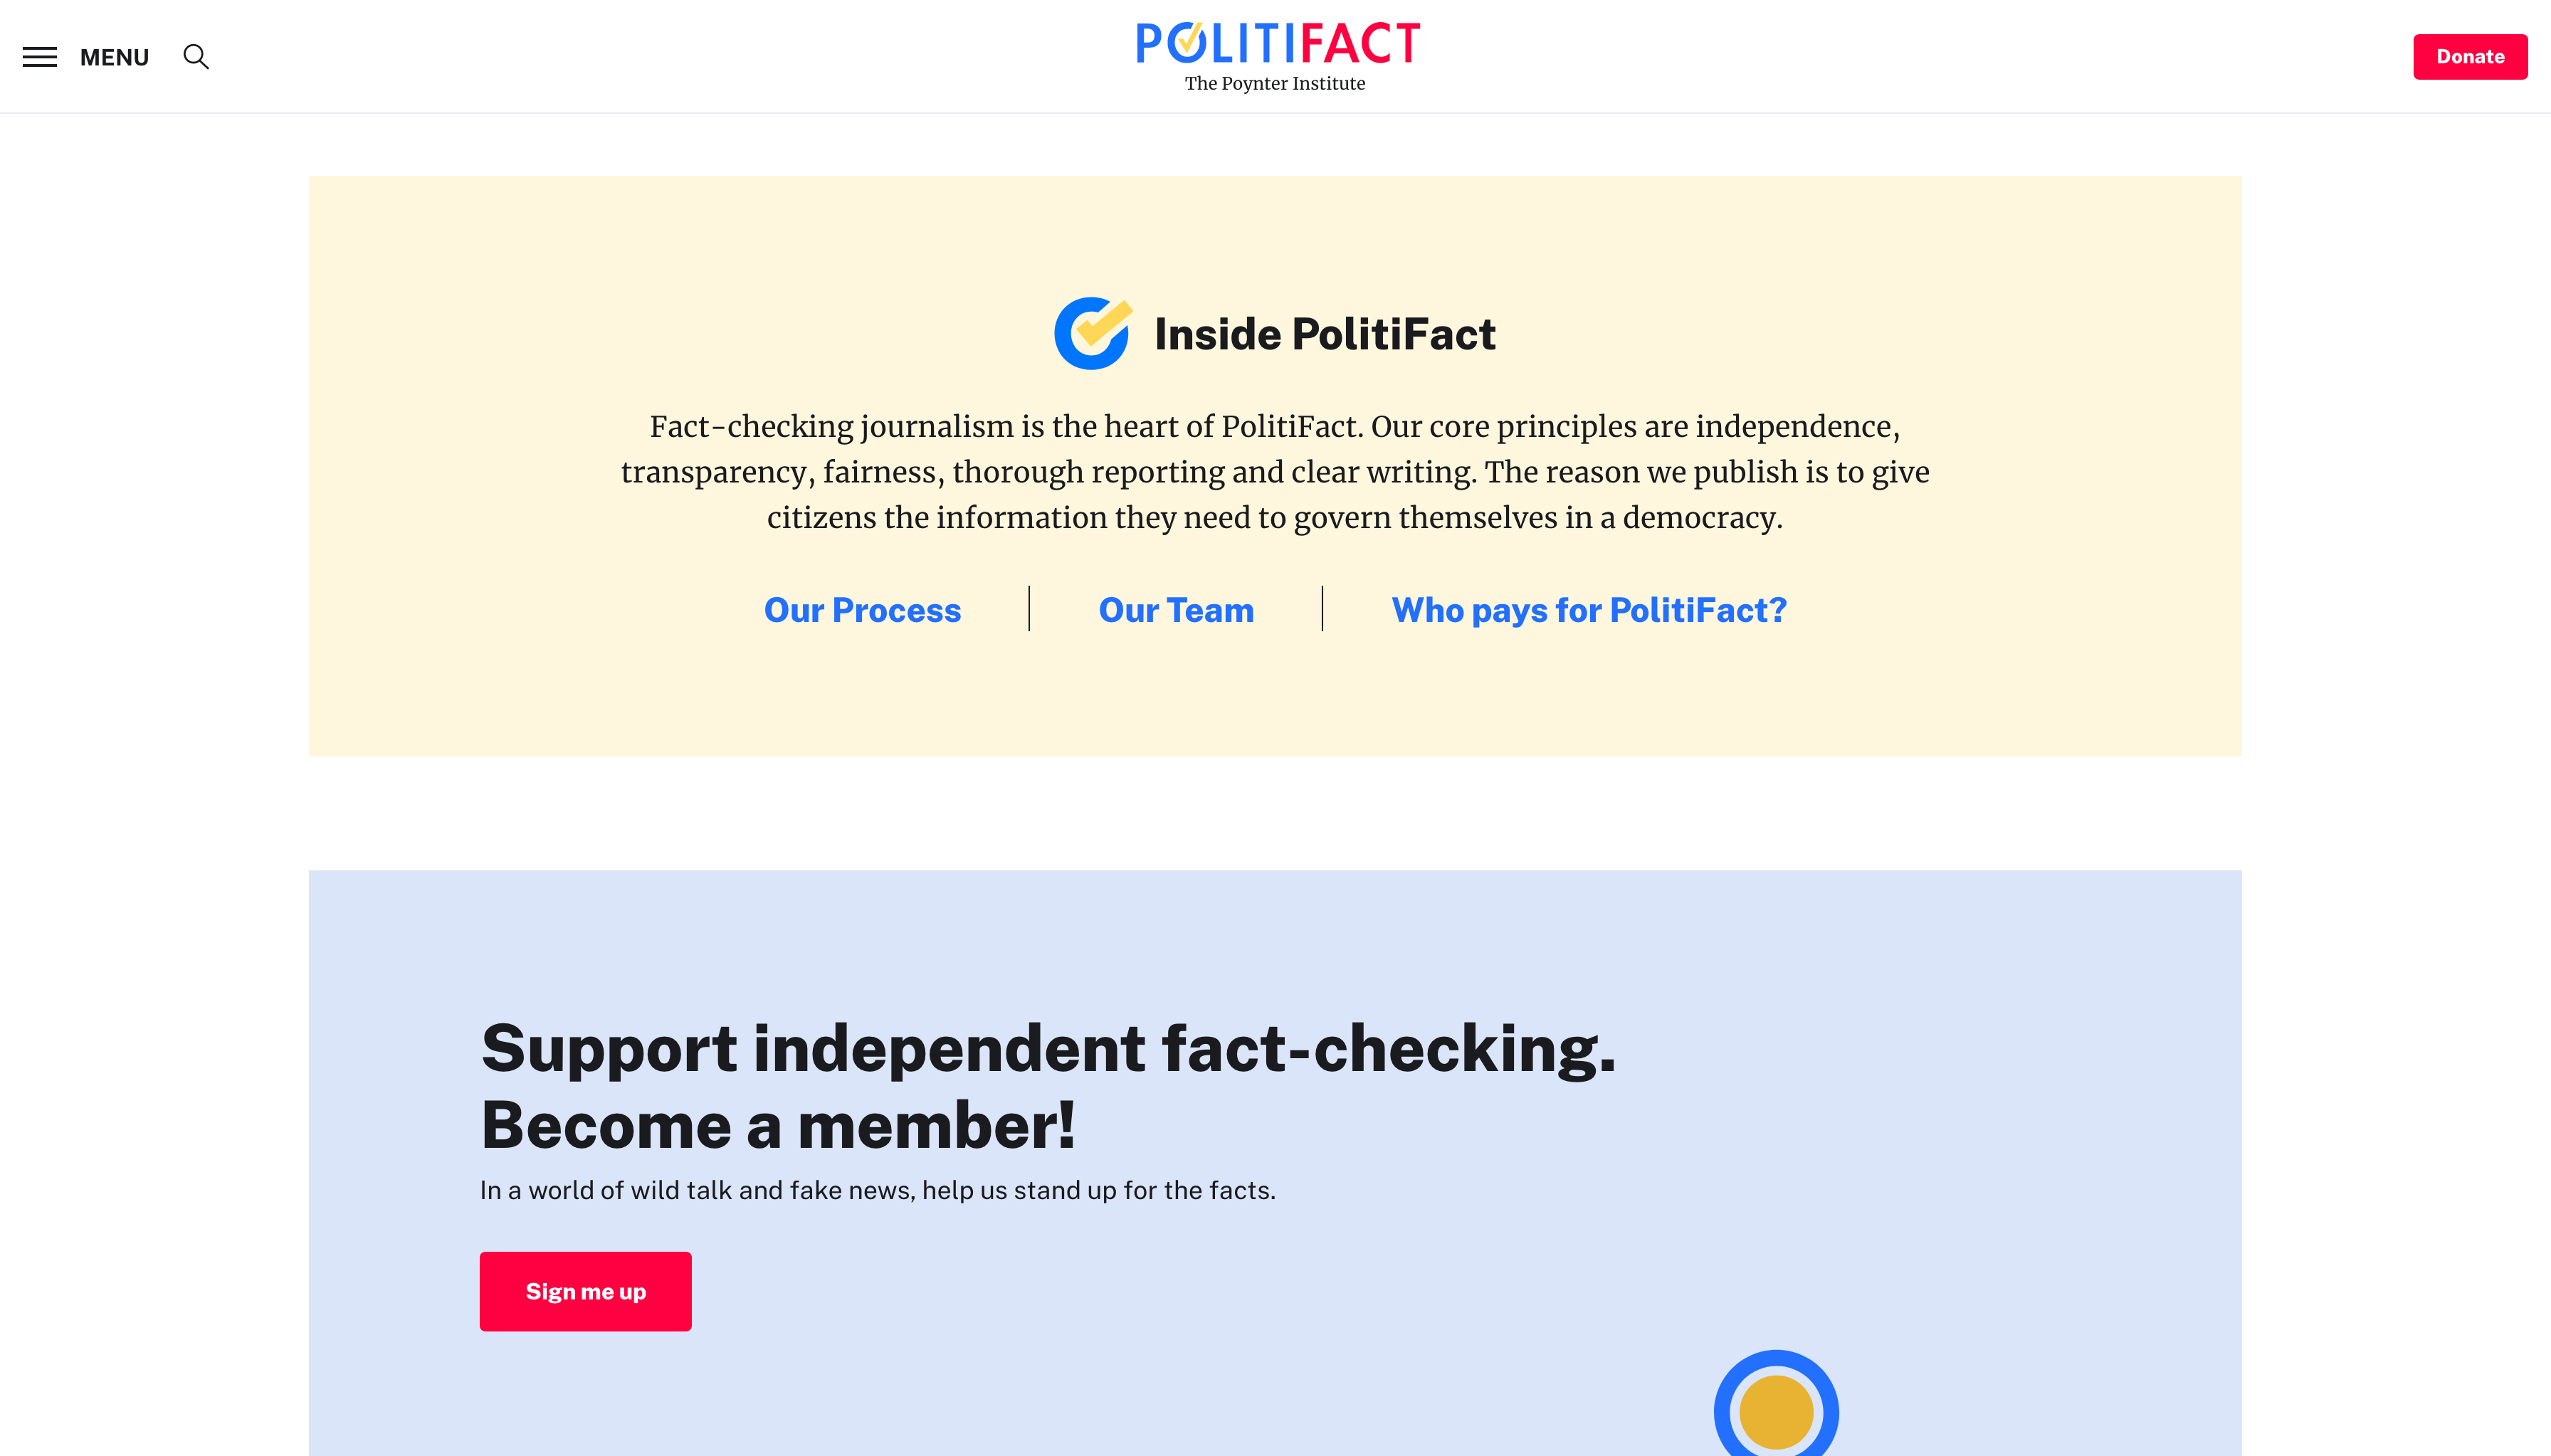 MENU
POLITIFACT
The Poynter Institute
Donate
Inside PolitiFact
Fact-checking journalism is the heart of PolitiFact. Our core principles are independence,
transparency, fairness, thorough reporting and clear writing. The reason we publish is to give
citizens the information they need to govern themselves in a democracy.
Our Process
Our Team
Who pays for PolitiFact?
Support independent fact-checking.
Become a member!
In a world of wild talk and fake news, help us stand up for the facts.
Sign me up